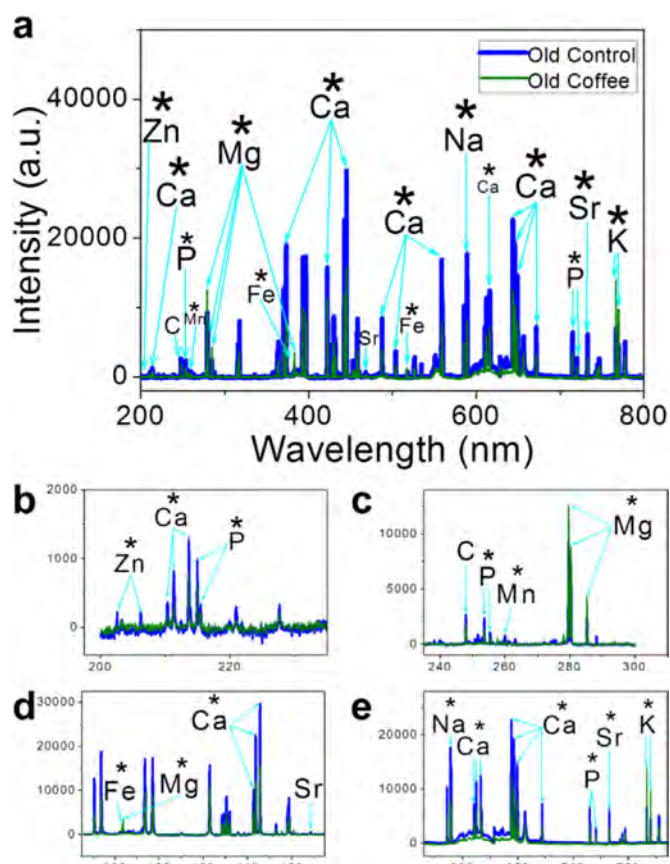 a
Old Control
Old Coffee
Intensity (a.u.)
40000
20000
0
* Zn
* Ca
* P
C
* Mn
* Mg
* Fe
* Ca
Sr
* Ca
* Fe
* Na
* Ca
* Ca
* P
* Sr
* K
200 400 600 800
Wavelength (nm)
b
2000
1000
0
* Zn
* Ca
* P
200 220
c
10000
5000
0
C
* P
* Mn
* Mg
240 260 280 300
d
30000
20000
10000
0
* Fe
* Mg
* Ca
Sr
e
20000
15000
10000
5000
0
* Na
* Ca
* Ca
* P
* Sr
* K